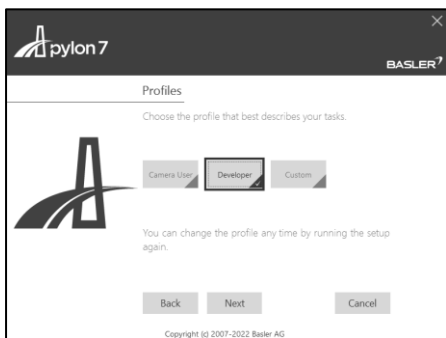 pylon 7
BASLER
Profiles
Choose the profile that best describes your tasks.
Camera User
Developer
Custom
You can change the profile any time by running the setup
again.
Back
Next
Cancel
Copyright (c) 2007-2022 Basler AG